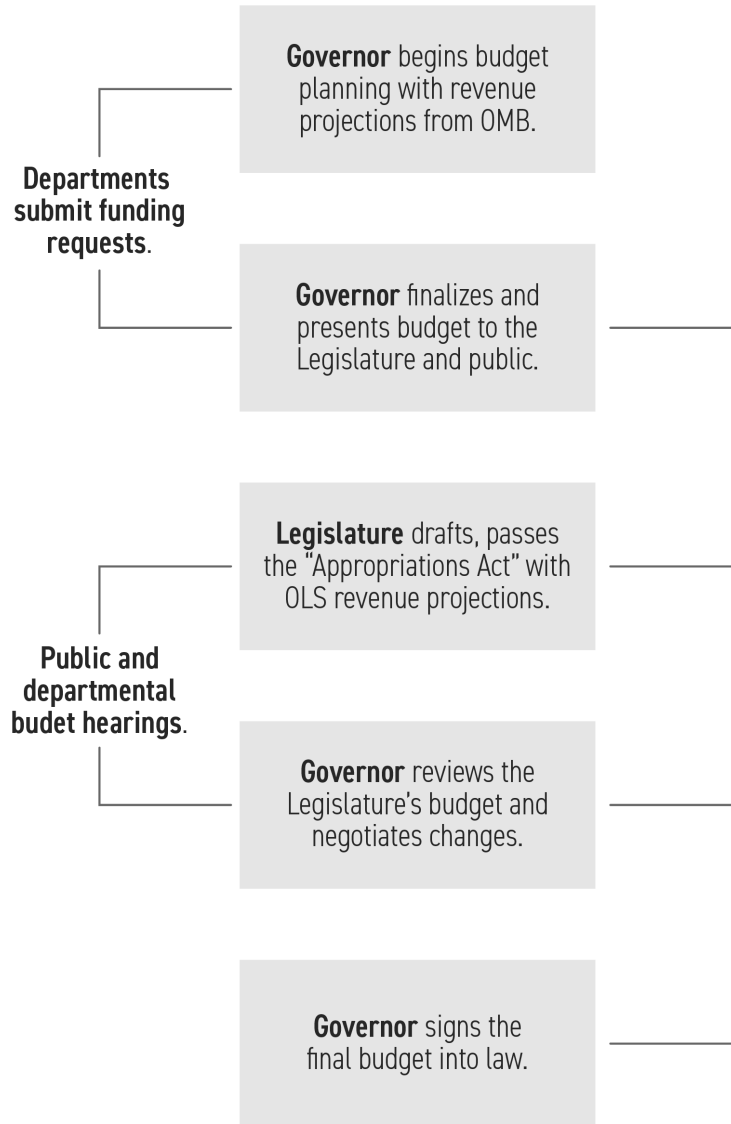 Governor begins budget
planning with revenue
projections from OMB.
Departments
submit funding
requests.
Governor finalizes and
presents budget to the
Legislature and public.
Legislature drafts, passes
the “Appropriations Act” with
OLS revenue projections.
Public and
departmental
budet hearings.
Governor reviews the
Legislature’s budget and
negotiates changes.
Governor signs the
final budget into law.